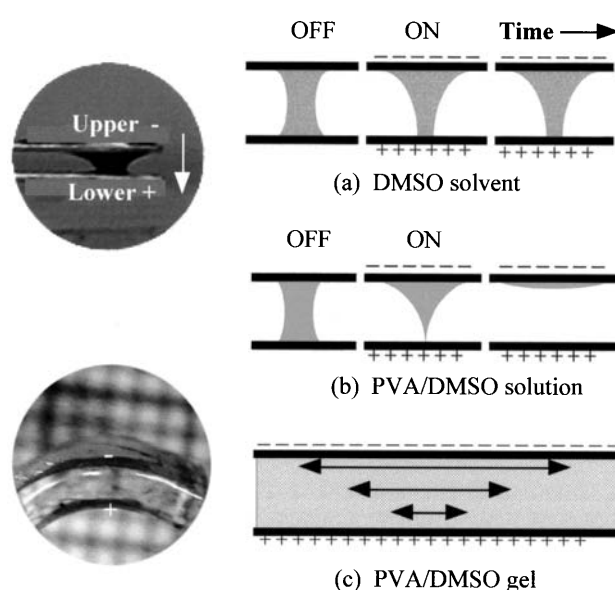 OFF ON Time
Upper -
Lower +
− − − − − − −
− − − − − − −
+ + + + + + +
+ + + + + + +
(a) DMSO solvent
OFF ON
− − − − − − −
− − − − − − −
+ + + + + + +
+ + + + + + +
(b) PVA/DMSO solution
-
+
− − − − − − − − − − − − − − − − − − − −
+ + + + + + + + + + + + + + + + + + + + + +
(c) PVA/DMSO gel